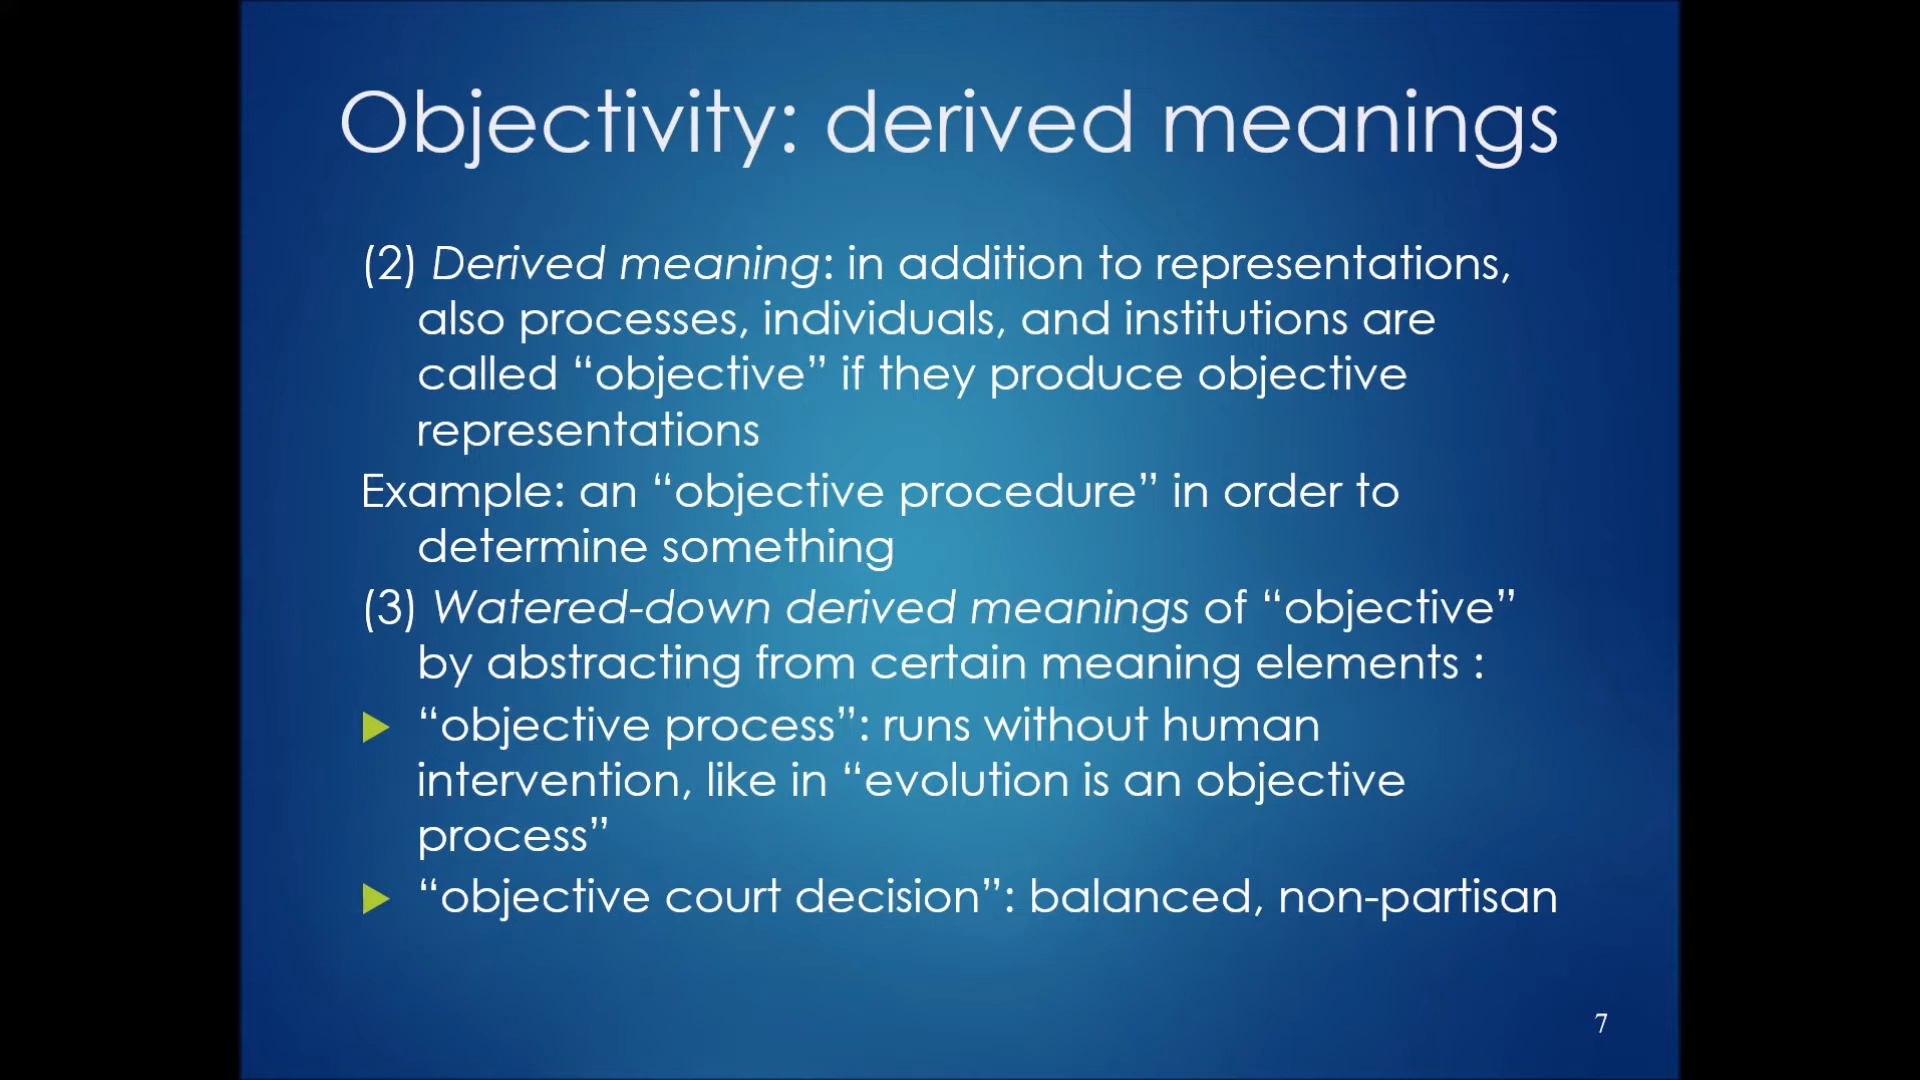 Objectivity: derived meanings
(2) Derived meaning: in addition to representations,
also processes, individuals, and institutions are
called “objective” if they produce objective
representations
Example: an “objective procedure” in order to
determine something
(3) Watered-down derived meanings of “objective”
by abstracting from certain meaning elements :
“objective process”: runs without human
intervention, like in “evolution is an objective
process”
“objective court decision”: balanced, non-partisan
7